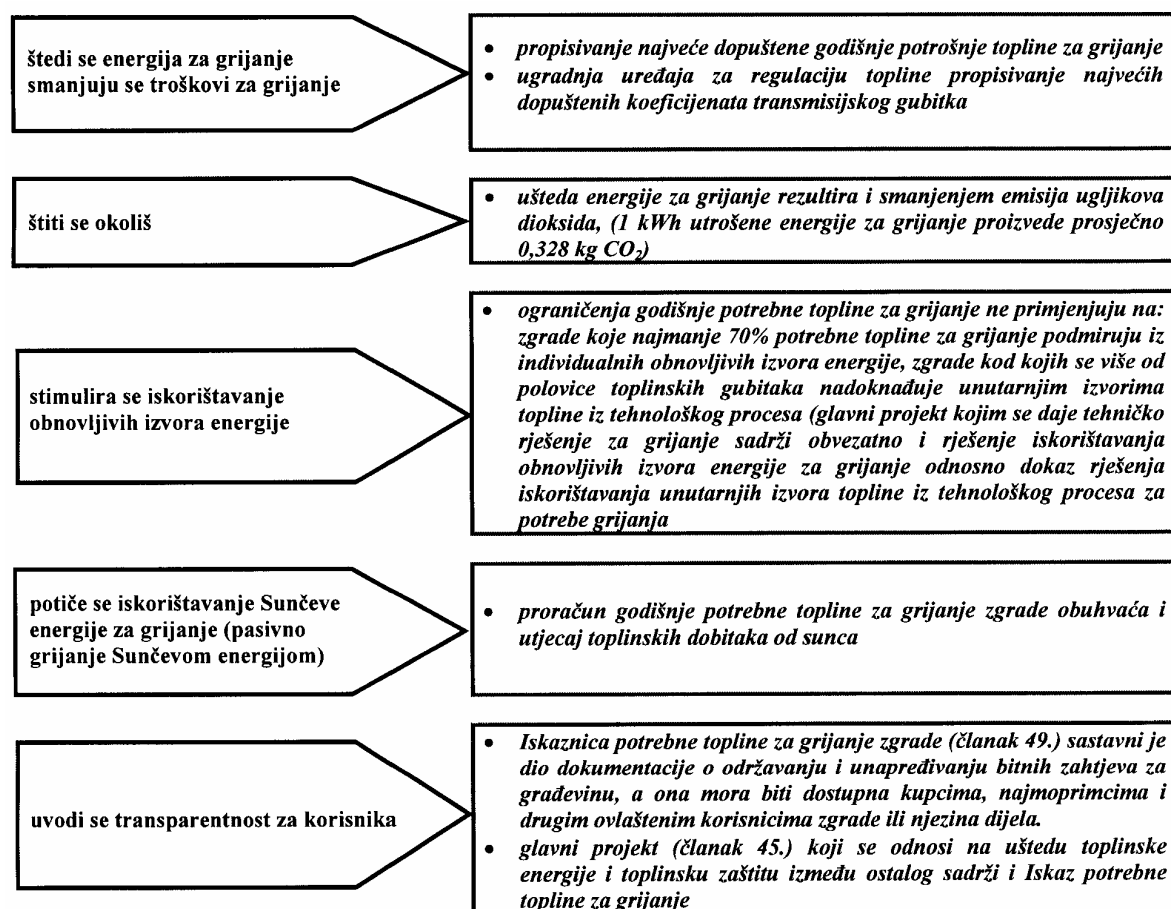 štedi se energija za grijanje
smanjuju se troškovi za grijanje
• propisivanje najveće dopuštene godišnje potrošnje topline za grijanje
• ugradnja uređaja za regulaciju topline propisivanje najvećih
dopuštenih koeficijenata transmisijskog gubitka
štiti se okoliš
• ušteda energije za grijanje rezultira i smanjenjem emisija ugljikova
dioksida, (1 kWh utrošene energije za grijanje proizvede prosječno
0,328 kg CO₂)
stimulira se iskorištavanje
obnovljivih izvora energije
• ograničenja godišnje potrebne topline za grijanje ne primjenjuju na:
zgrade koje najmanje 70% potrebne topline za grijanje podmiruju iz
individualnih obnovljivih izvora energije, zgrade kod kojih se više od
polovice toplinskih gubitaka nadoknađuje unutarnjim izvorima
topline iz tehnološkog procesa (glavni projekt kojim se daje tehničko
rješenje za grijanje sadrži obvezatno i rješenje iskorištavanja
obnovljivih izvora energije za grijanje odnosno dokaz rješenja
iskorištavanja unutarnjih izvora topline iz tehnološkog procesa za
potrebe grijanja
potiče se iskorištavanje Sunčeve
energije za grijanje (pasivno
grijanje Sunčevom energijom)
• proračun godišnje potrebne topline za grijanje zgrade obuhvaća i
utjecaj toplinskih dobitaka od sunca
uvodi se transparentnost za korisnika
• Iskaznica potrebne topline za grijanje zgrade (članak 49.) sastavni je
dio dokumentacije o održavanju i unapređivanju bitnih zahtjeva za
građevinu, a ona mora biti dostupna kupcima, najmoprimcima i
drugim ovlaštenim korisnicima zgrade ili njezina dijela.
• glavni projekt (članak 45.) koji se odnosi na uštedu toplinske
energije i toplinsku zaštitu između ostalog sadrži i Iskaz potrebne
topline za grijanje